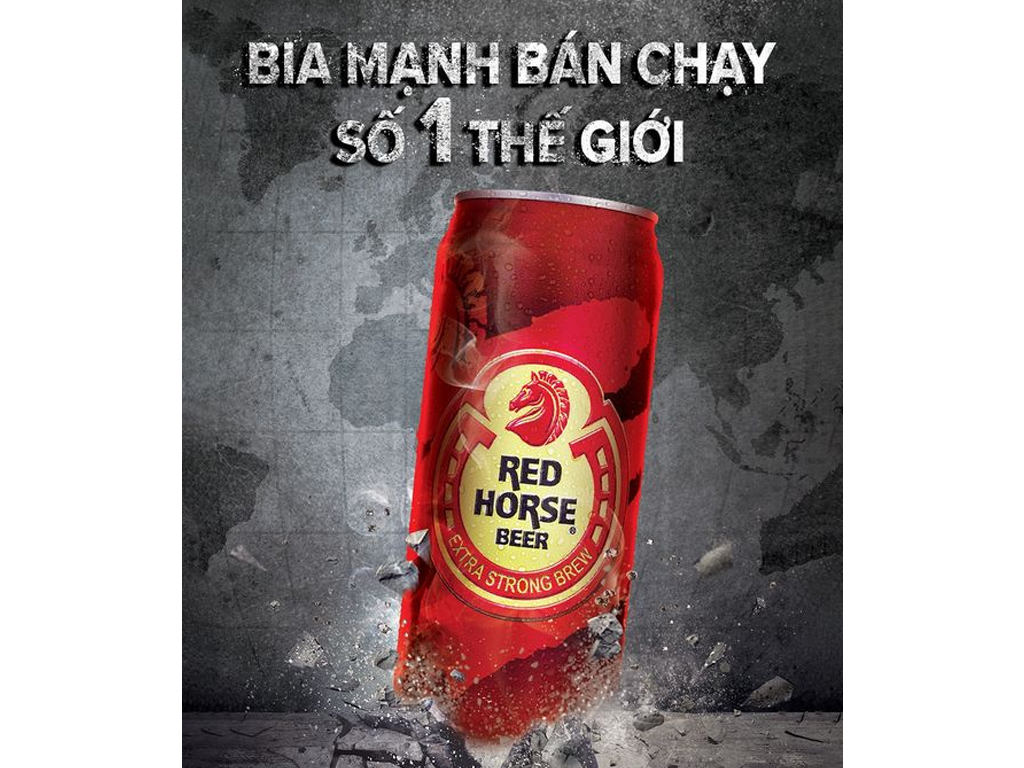 BIA MẠNH BÁN CHẠY
SỐ 1 THẾ GIỚI
RED
HORSE
BEER
®
EXTRA STRONG BREW